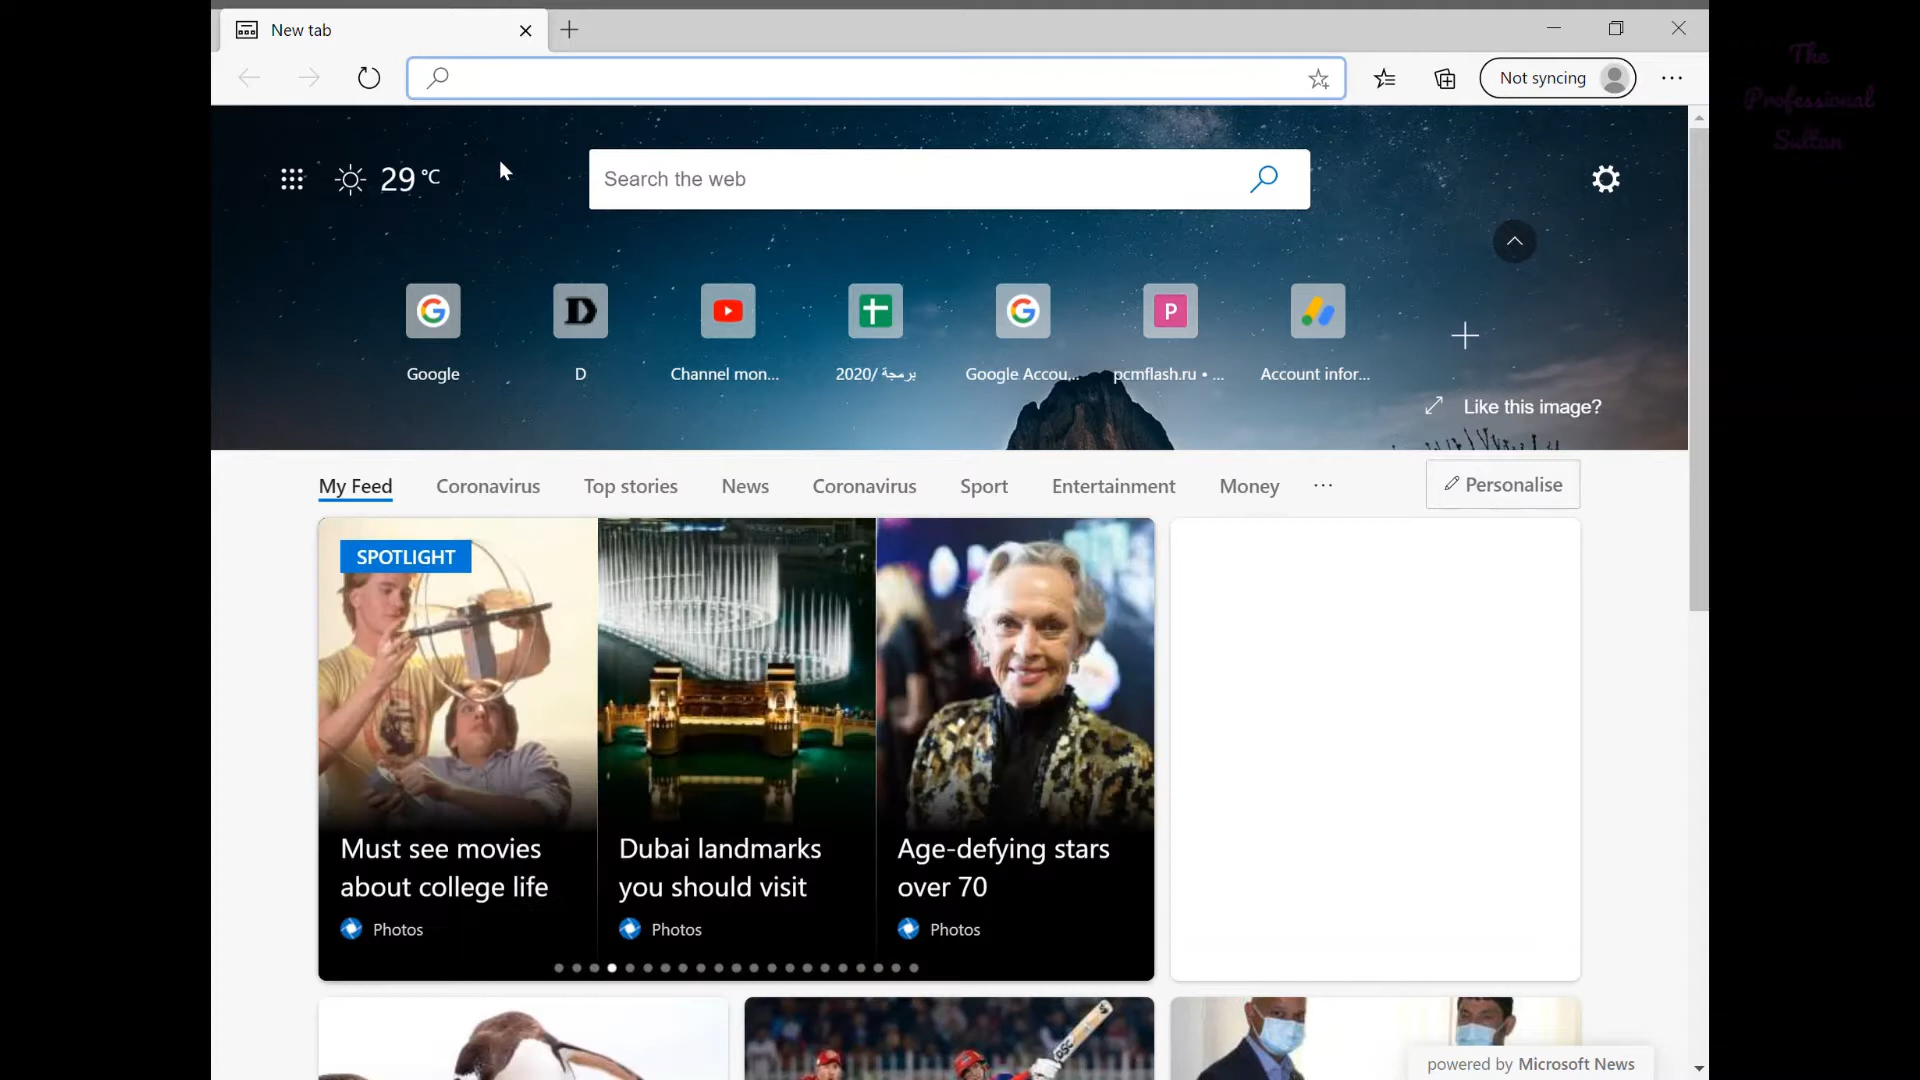 New tab
The
Professional
Sultan
Not syncing
29 °C
Search the web
D
P
Google
D
Channel mon...
برمجة /2020
Google Accou...
pcmflash.ru • ...
Account infor...
Like this image?
My Feed
Coronavirus
Top stories
News
Coronavirus
Sport
Entertainment
Money
Personalise
SPOTLIGHT
Must see movies
about college life
Photos
Dubai landmarks
you should visit
Photos
Age-defying stars
over 70
Photos
powered by Microsoft News